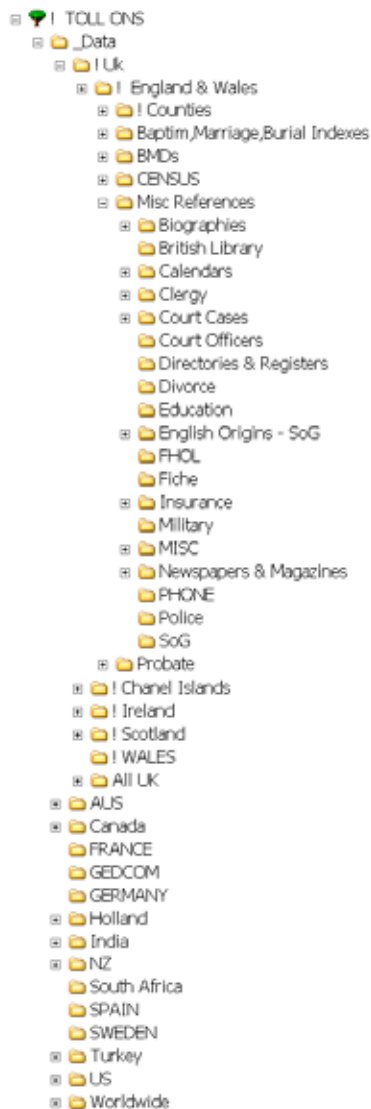 ! TOLL ONS
_Data
! Uk
! England & Wales
! Counties
Baptim,Marriage,Burial Indexes
BMDs
CENSUS
Misc References
Biographies
British Library
Calendars
Clergy
Court Cases
Court Officers
Directories & Registers
Divorce
Education
English Origins - SoG
FHOL
Fiche
Insurance
Military
MISC
Newspapers & Magazines
PHONE
Police
SoG
Probate
! Chanel Islands
! Ireland
! Scotland
! WALES
All UK
AUS
Canada
FRANCE
GEDCOM
GERMANY
Holland
India
NZ
South Africa
SPAIN
SWEDEN
Turkey
US
Worldwide